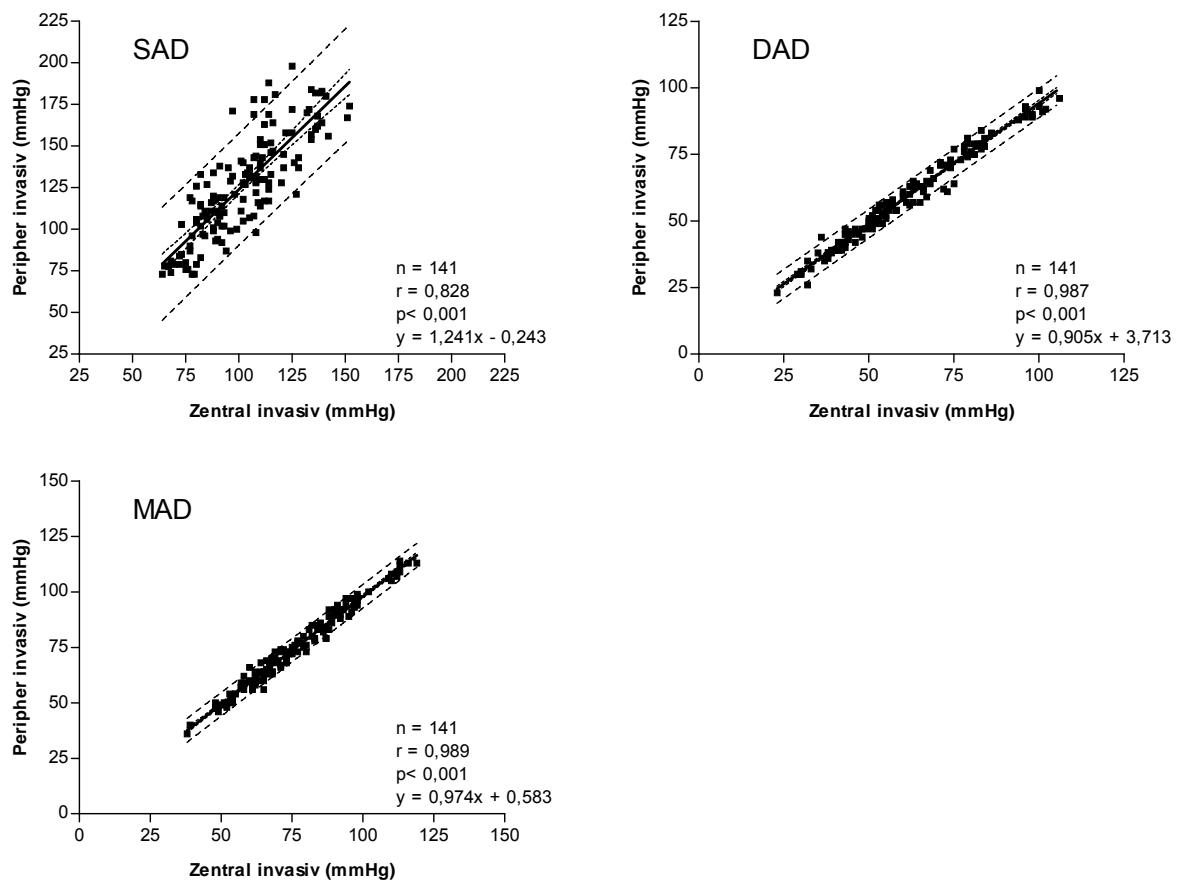 SAD
Peripher invasiv (mmHg)
225
200
175
150
125
100
75
50
25
25 50 75 100 125 150 175 200 225
Zentral invasiv (mmHg)
n = 141
r = 0,828
p< 0,001
y = 1,241x - 0,243
DAD
Peripher invasiv (mmHg)
125
100
75
50
25
0
0 25 50 75 100 125
Zentral invasiv (mmHg)
n = 141
r = 0,987
p< 0,001
y = 0,905x + 3,713
MAD
Peripher invasiv (mmHg)
150
125
100
75
50
25
0
0 25 50 75 100 125 150
Zentral invasiv (mmHg)
n = 141
r = 0,989
p< 0,001
y = 0,974x + 0,583